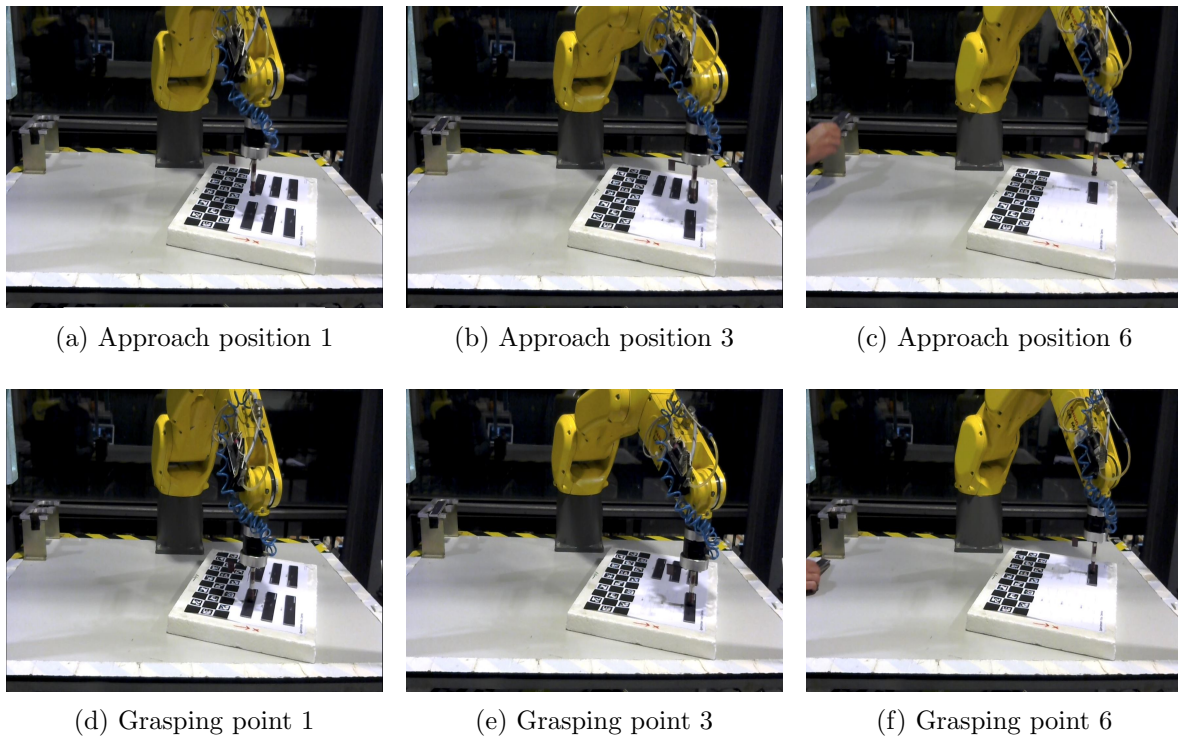 (a) Approach position 1
(b) Approach position 3
(c) Approach position 6
(d) Grasping point 1
(e) Grasping point 3
(f) Grasping point 6